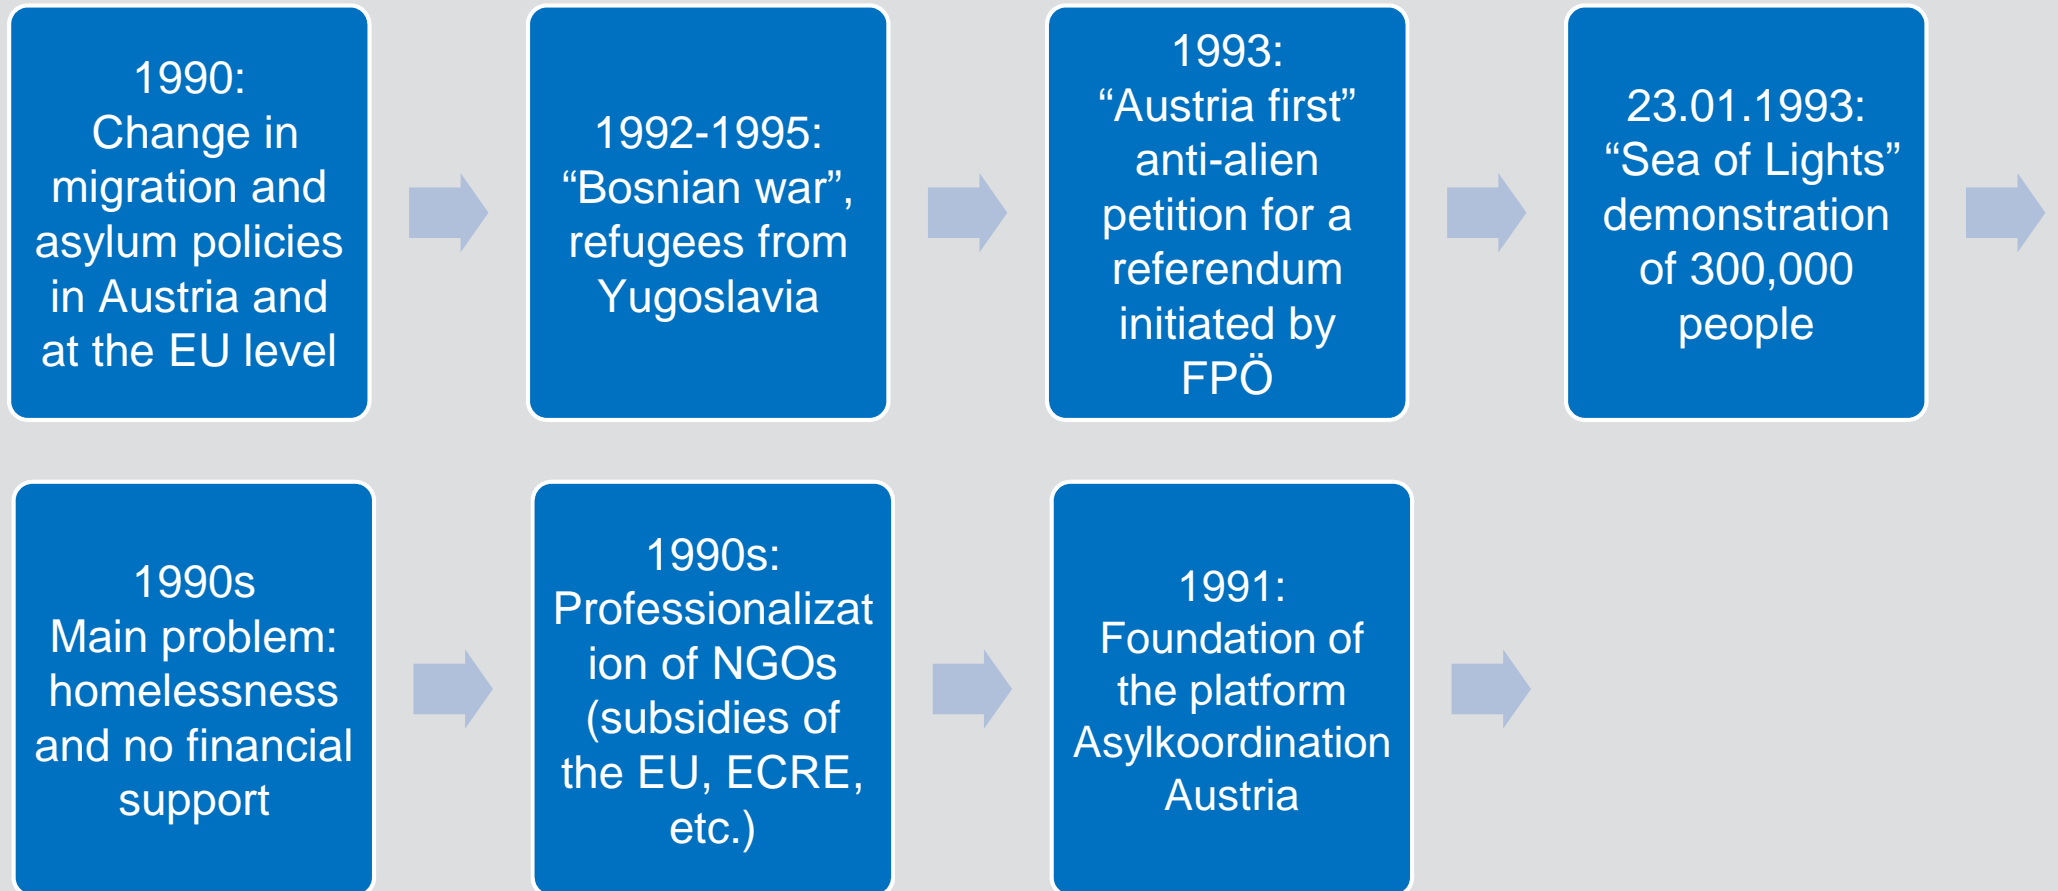 1990:
Change in
migration and
asylum policies
in Austria and
at the EU level
1992-1995:
“Bosnian war”,
refugees from
Yugoslavia
1993:
“Austria first”
anti-alien
petition for a
referendum
initiated by
FPÖ
23.01.1993:
“Sea of Lights”
demonstration
of 300,000
people
1990s
Main problem:
homelessness
and no financial
support
1990s:
Professionalizat
ion of NGOs
(subsidies of
the EU, ECRE,
etc.)
1991:
Foundation of
the platform
Asylkoordination
Austria